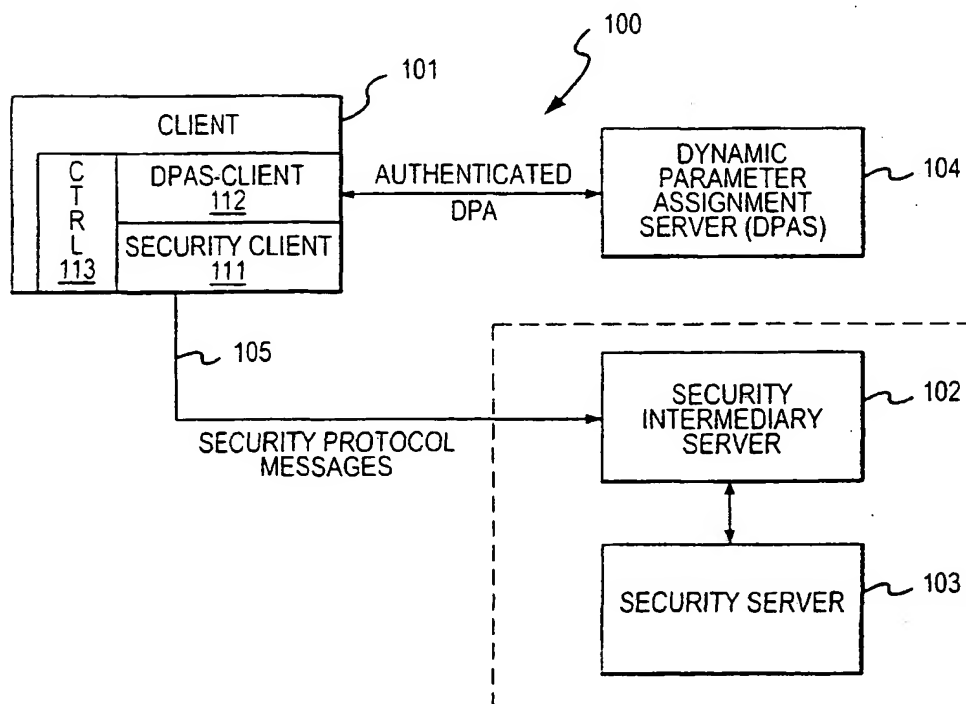 100
101
CLIENT
CTRL
113
DPAS-CLIENT
112
SECURITY CLIENT
111
AUTHENTICATED
DPA
DYNAMIC
PARAMETER
ASSIGNMENT
SERVER (DPAS)
104
105
SECURITY PROTOCOL
MESSAGES
SECURITY
INTERMEDIARY
SERVER
102
SECURITY SERVER
103